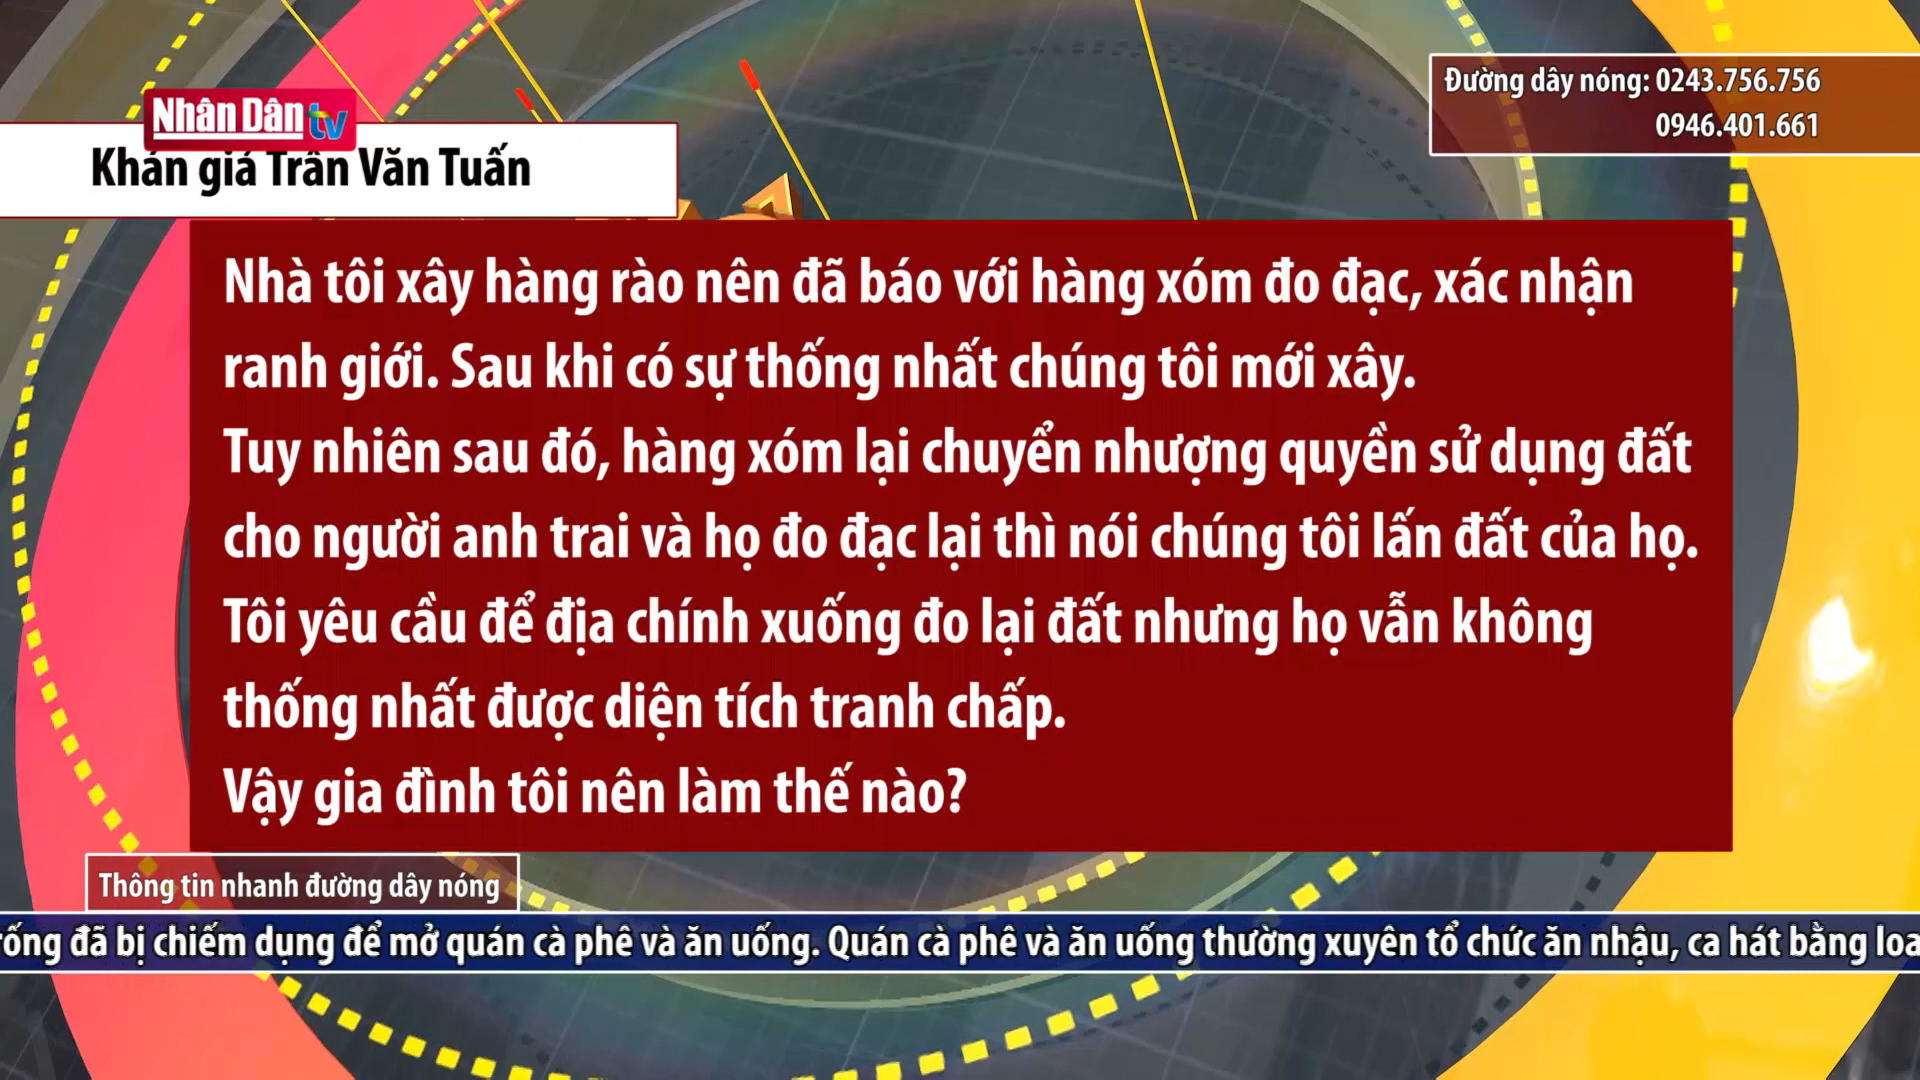 Đường dây nóng: 0243.756.756
0946.401.661
Nhân Dân tv
Khán giả Trần Văn Tuấn
Nhà tôi xây hàng rào nên đã báo với hàng xóm đo đạc, xác nhận
ranh giới. Sau khi có sự thống nhất chúng tôi mới xây.
Tuy nhiên sau đó, hàng xóm lại chuyển nhượng quyền sử dụng đất
cho người anh trai và họ đo đạc lại thì nói chúng tôi lấn đất của họ.
Tôi yêu cầu để địa chính xuống đo lại đất nhưng họ vẫn không
thống nhất được diện tích tranh chấp.
Vậy gia đình tôi nên làm thế nào?
Thông tin nhanh đường dây nóng
đã bị chiếm dụng để mở quán cà phê và ăn uống. Quán cà phê và ăn uống thường xuyên tổ chức ăn nhậu, ca hát bằng loa